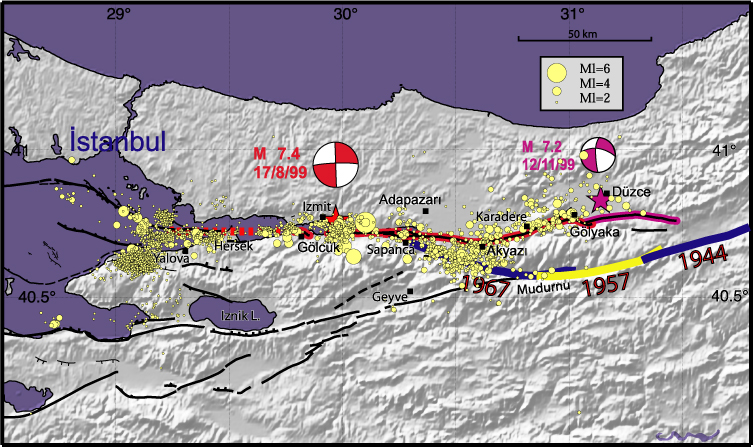 29°
30°
31°
50 km
Ml=6
Ml=4
Ml=2
İstanbul
41
41°
M 7.4
17/8/99
M 7.2
12/11/99
Düzce
Adapazarı
Izmit
Karadere
Gölyaka
Hersek
Gölcük
Sapanca
Akyazı
Yalova
1944
1967
Mudurnu
1957
Geyve
40.5°
40.5°
İznik L.